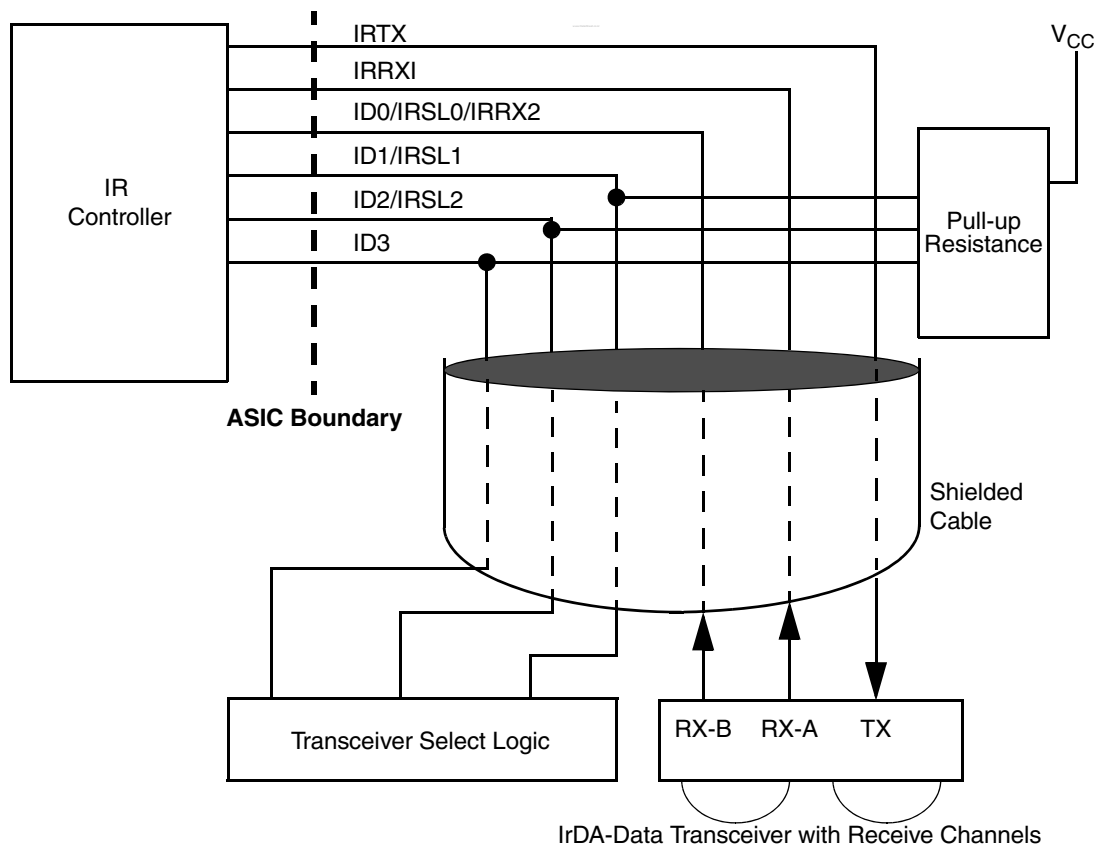 IRTX
V_CC
IRRXI
ID0/IRSL0/IRRX2
ID1/IRSL1
IR
Controller
ID2/IRSL2
ID3
Pull-up
Resistance
ASIC Boundary
Shielded
Cable
Transceiver Select Logic
RX-B RX-A TX
IrDA-Data Transceiver with Receive Channels